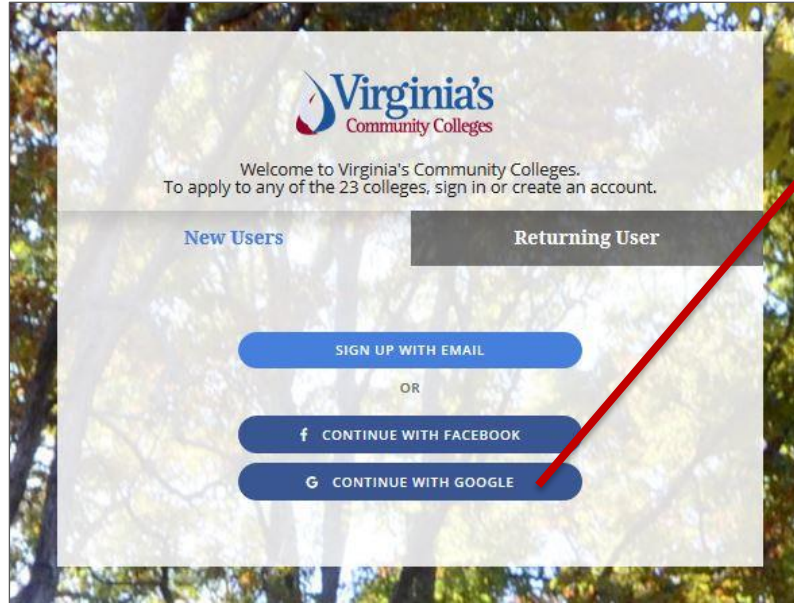 Virginia's
Community Colleges
Welcome to Virginia's Community Colleges.
To apply to any of the 23 colleges, sign in or create an account.
New Users
Returning User
SIGN UP WITH EMAIL
OR
f CONTINUE WITH FACEBOOK
G CONTINUE WITH GOOGLE